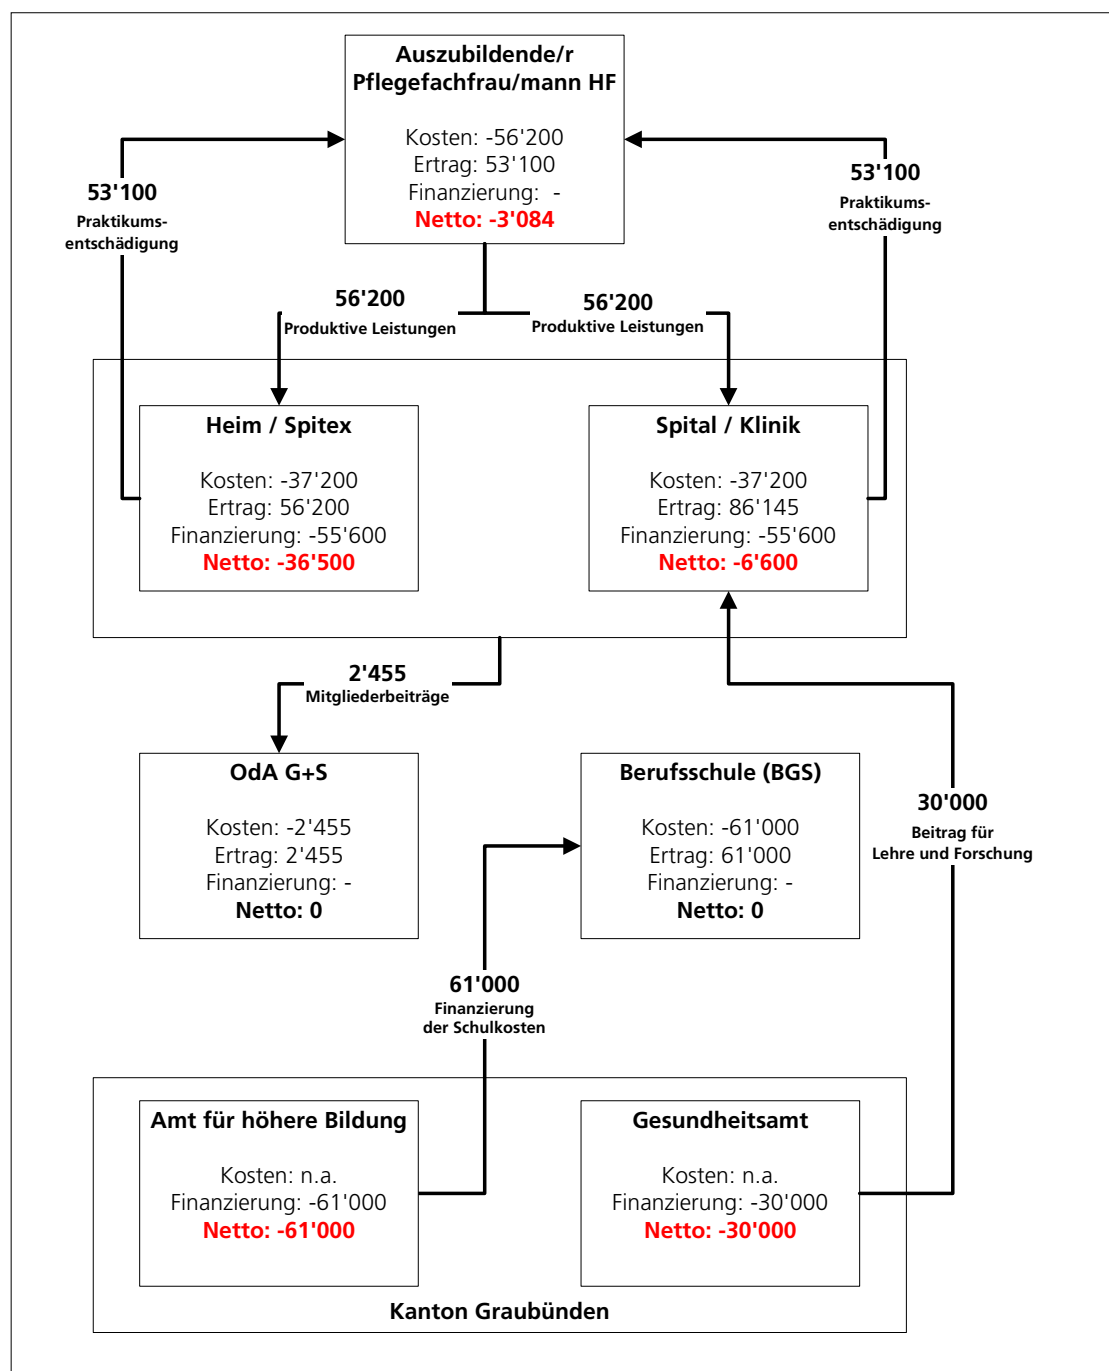 Auszubildende/r
Pflegefachfrau/mann HF
Kosten: -56'200
Ertrag: 53'100
Finanzierung: -
Netto: -3'084
53'100
Praktikums-
entschädigung
53'100
Praktikums-
entschädigung
56'200
Produktive Leistungen
56'200
Produktive Leistungen
Heim / Spitex
Kosten: -37'200
Ertrag: 56'200
Finanzierung: -55'600
Netto: -36'500
Spital / Klinik
Kosten: -37'200
Ertrag: 86'145
Finanzierung: -55'600
Netto: -6'600
2'455
Mitgliederbeiträge
OdA G+S
Kosten: -2'455
Ertrag: 2'455
Finanzierung: -
Netto: 0
Berufsschule (BGS)
Kosten: -61'000
Ertrag: 61'000
Finanzierung: -
Netto: 0
30'000
Beitrag für
Lehre und Forschung
61'000
Finanzierung
der Schulkosten
Amt für höhere Bildung
Kosten: n.a.
Finanzierung: -61'000
Netto: -61'000
Gesundheitsamt
Kosten: n.a.
Finanzierung: -30'000
Netto: -30'000
Kanton Graubünden